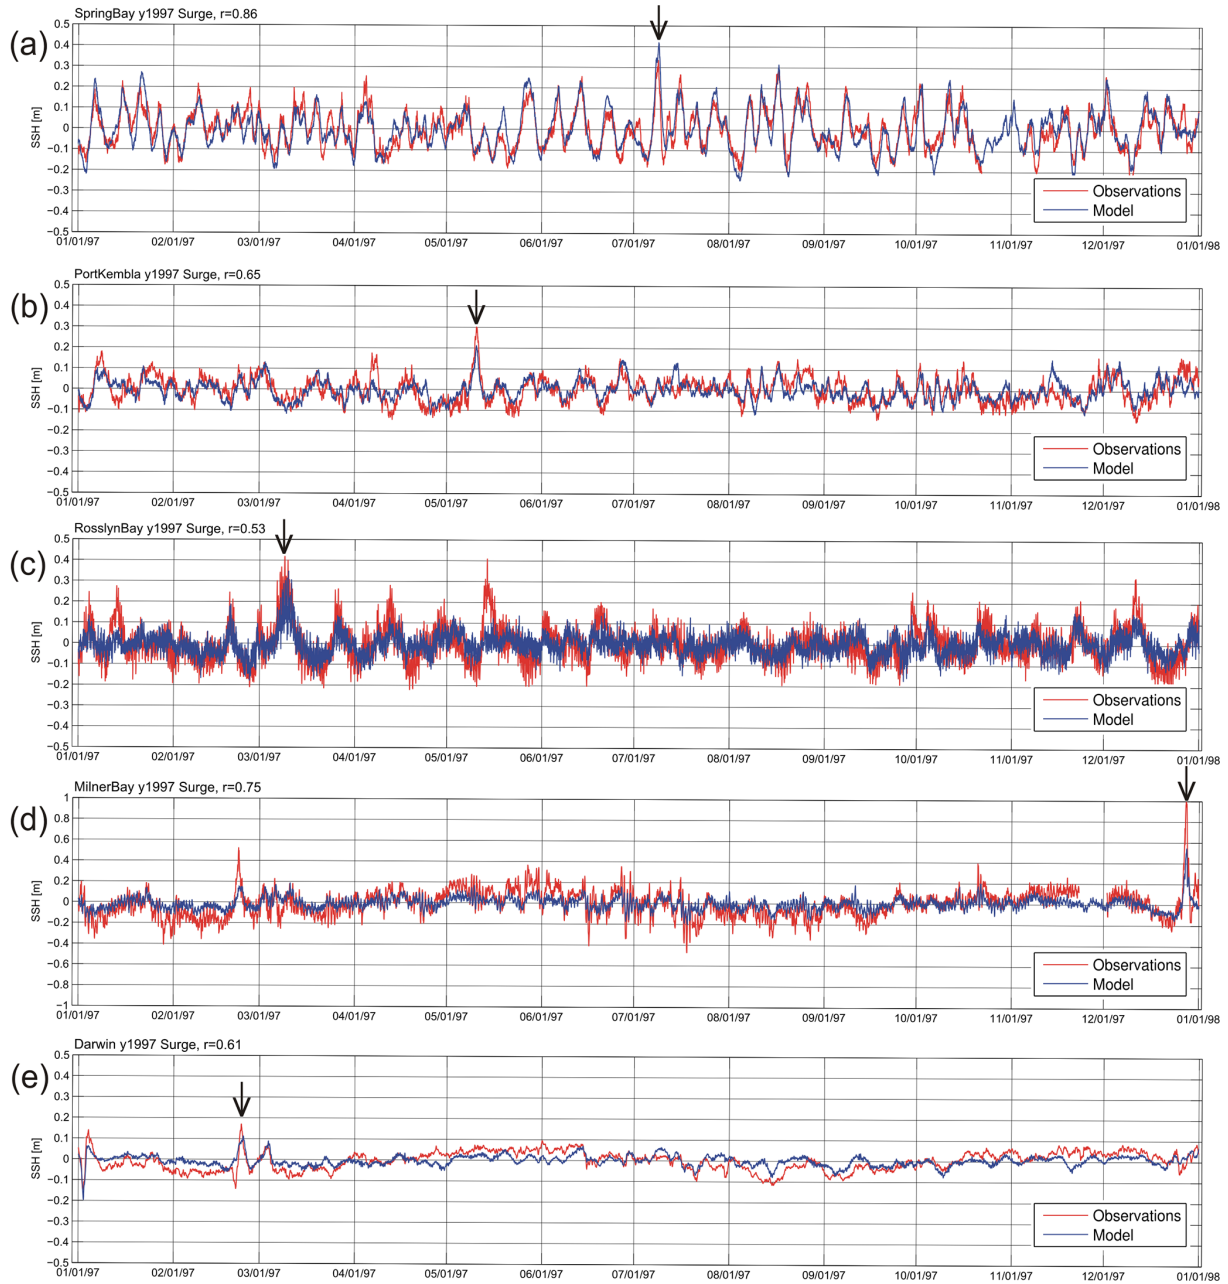 (a)
SpringBay y1997 Surge, r=0.86
SSH [m]
0.5
0.4
0.3
0.2
0.1
0
−0.1
−0.2
−0.3
−0.4
−0.5
Observations
Model
01/01/97 02/01/97 03/01/97 04/01/97 05/01/97 06/01/97 07/01/97 08/01/97 09/01/97 10/01/97 11/01/97 12/01/97 01/01/98
(b)
PortKembla y1997 Surge, r=0.65
SSH [m]
0.5
0.4
0.3
0.2
0.1
0
−0.1
−0.2
−0.3
−0.4
−0.5
Observations
Model
01/01/97 02/01/97 03/01/97 04/01/97 05/01/97 06/01/97 07/01/97 08/01/97 09/01/97 10/01/97 11/01/97 12/01/97 01/01/98
(c)
RosslynBay y1997 Surge, r=0.53
SSH [m]
0.5
0.4
0.3
0.2
0.1
0
−0.1
−0.2
−0.3
−0.4
−0.5
Observations
Model
01/01/97 02/01/97 03/01/97 04/01/97 05/01/97 06/01/97 07/01/97 08/01/97 09/01/97 10/01/97 11/01/97 12/01/97 01/01/98
(d)
MilnerBay y1997 Surge, r=0.75
SSH [m]
1
0.8
0.6
0.4
0.2
0
−0.2
−0.4
−0.6
−0.8
−1
Observations
Model
01/01/97 02/01/97 03/01/97 04/01/97 05/01/97 06/01/97 07/01/97 08/01/97 09/01/97 10/01/97 11/01/97 12/01/97 01/01/98
(e)
Darwin y1997 Surge, r=0.61
SSH [m]
0.5
0.4
0.3
0.2
0.1
0
−0.1
−0.2
−0.3
−0.4
−0.5
Observations
Model
01/01/97 02/01/97 03/01/97 04/01/97 05/01/97 06/01/97 07/01/97 08/01/97 09/01/97 10/01/97 11/01/97 12/01/97 01/01/98